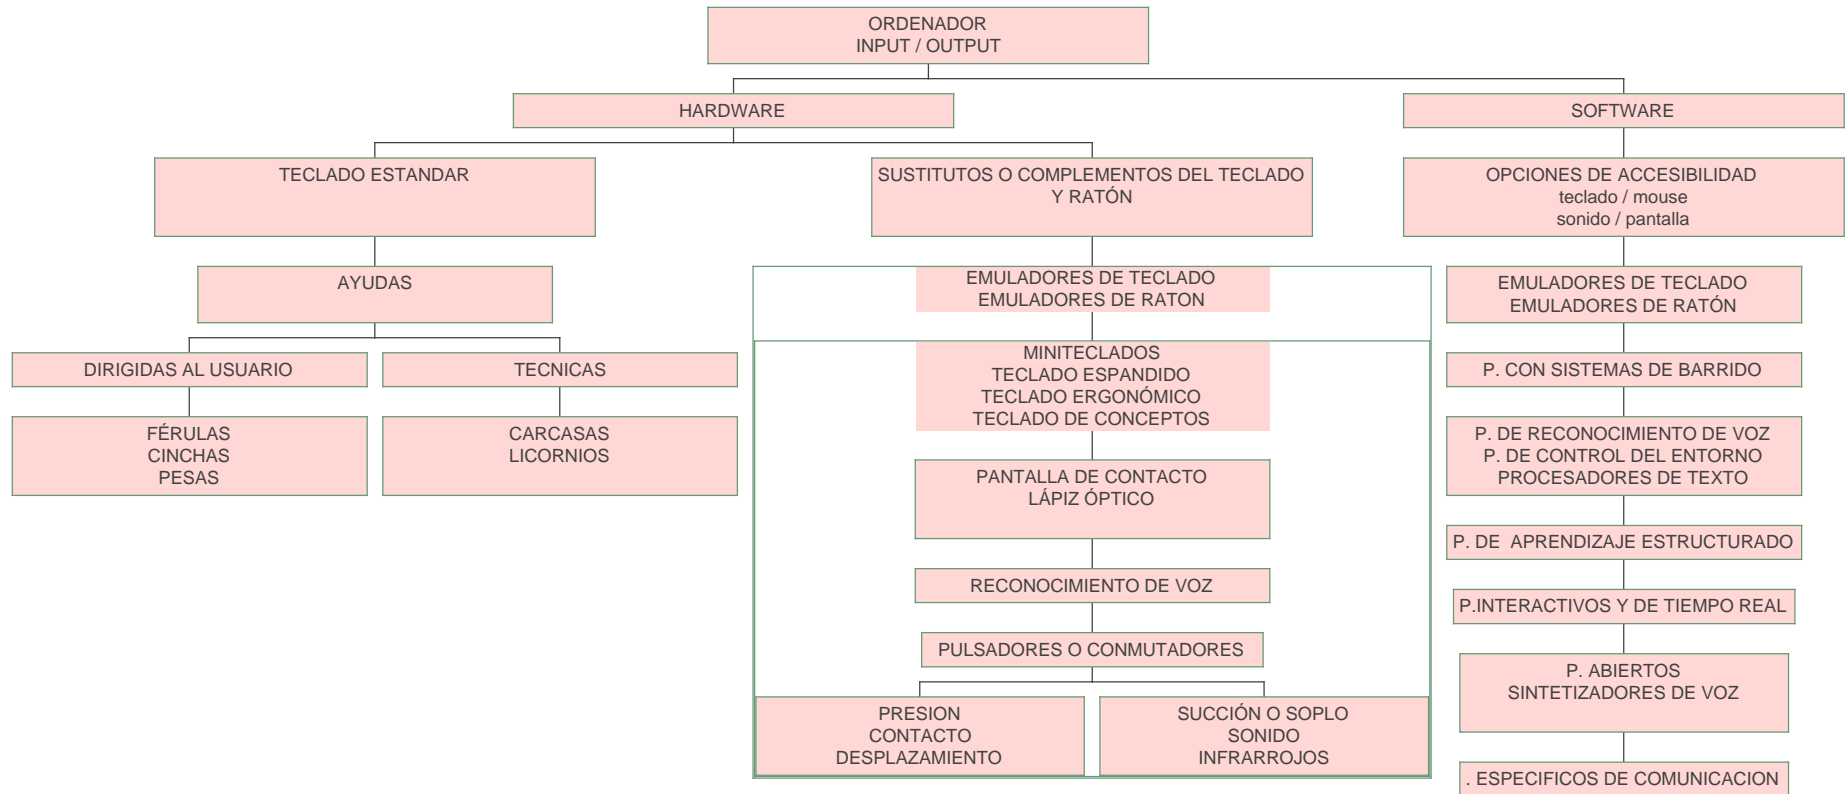 ORDENADOR
INPUT / OUTPUT
HARDWARE
SOFTWARE
TECLADO ESTANDAR
SUSTITUTOS O COMPLEMENTOS DEL TECLADO
Y RATÓN
OPCIONES DE ACCESIBILIDAD
teclado / mouse
sonido / pantalla
AYUDAS
EMULADORES DE TECLADO
EMULADORES DE RATON
EMULADORES DE TECLADO
EMULADORES DE RATÓN
DIRIGIDAS AL USUARIO
TECNICAS
MINITECLADOS
TECLADO ESPANDIDO
TECLADO ERGONÓMICO
TECLADO DE CONCEPTOS
P. CON SISTEMAS DE BARRIDO
FÉRULAS
CINCHAS
PESAS
CARCASAS
LICORNIOS
PANTALLA DE CONTACTO
LÁPIZ ÓPTICO
P. DE RECONOCIMIENTO DE VOZ
P. DE CONTROL DEL ENTORNO
PROCESADORES DE TEXTO
P. DE APRENDIZAJE ESTRUCTURADO
RECONOCIMIENTO DE VOZ
P.INTERACTIVOS Y DE TIEMPO REAL
PULSADORES O CONMUTADORES
P. ABIERTOS
SINTETIZADORES DE VOZ
PRESION
CONTACTO
DESPLAZAMIENTO
SUCCIÓN O SOPLO
SONIDO
INFRARROJOS
. ESPECIFICOS DE COMUNICACION